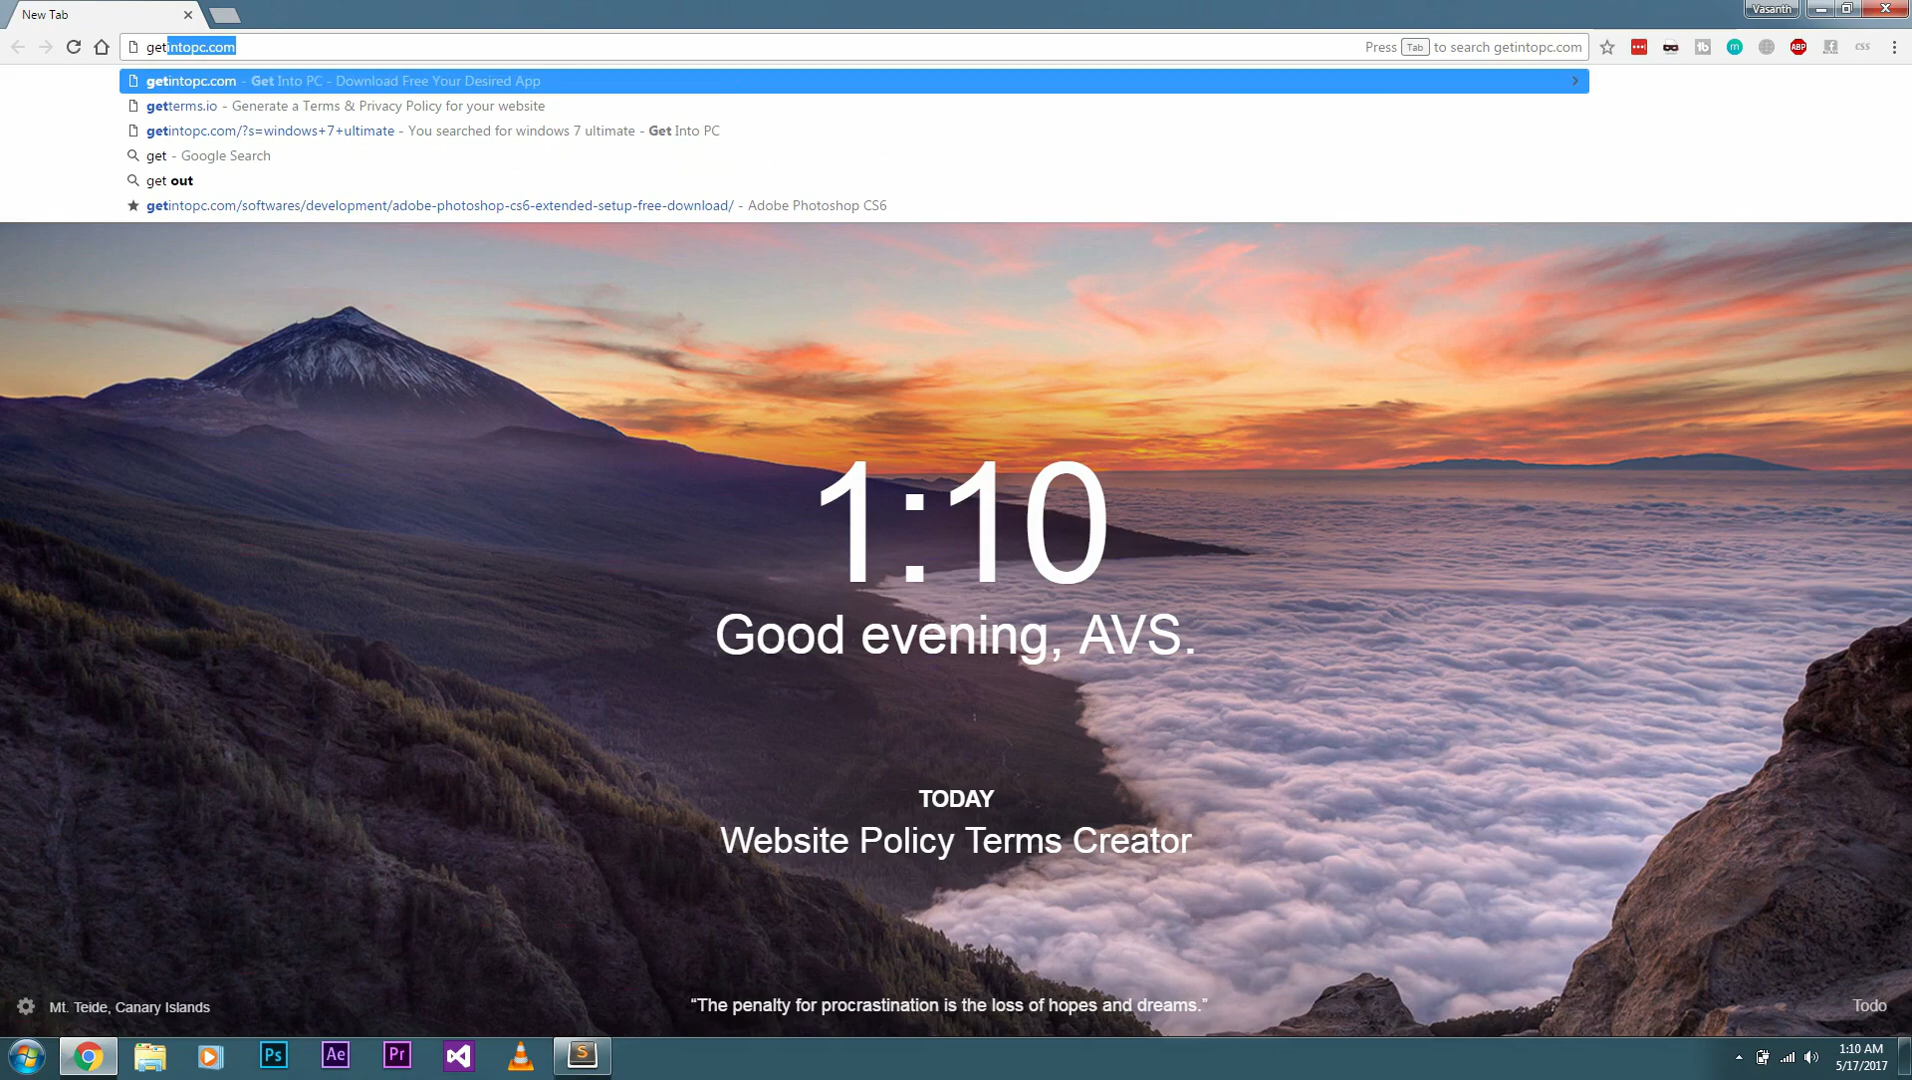 New Tab
Vasanth
getintopc.com
Press Tab to search getintopc.com
ABP
css
getintopc.com - Get Into PC - Download Free Your Desired App
getterms.io - Generate a Terms & Privacy Policy for your website
getintopc.com/?s=windows+7+ultimate - You searched for windows 7 ultimate - Get Into PC
get - Google Search
get out
getintopc.com/softwares/development/adobe-photoshop-cs6-extended-setup-free-download/ - Adobe Photoshop CS6
1:10
Good evening, AVS.
TODAY
Website Policy Terms Creator
Mt. Teide, Canary Islands
“The penalty for procrastination is the loss of hopes and dreams.”
Todo
Ps
Ae
Pr
S
1:10 AM
5/17/2017